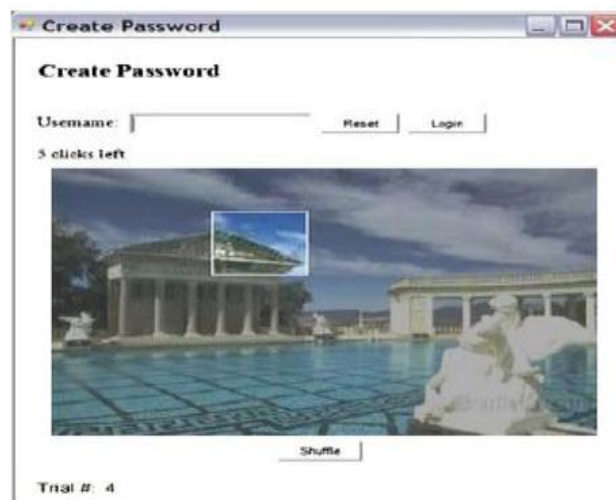 Create Password
Create Password
Username: Reset Login
5 clicks left
Shuffle
Trial #: 4